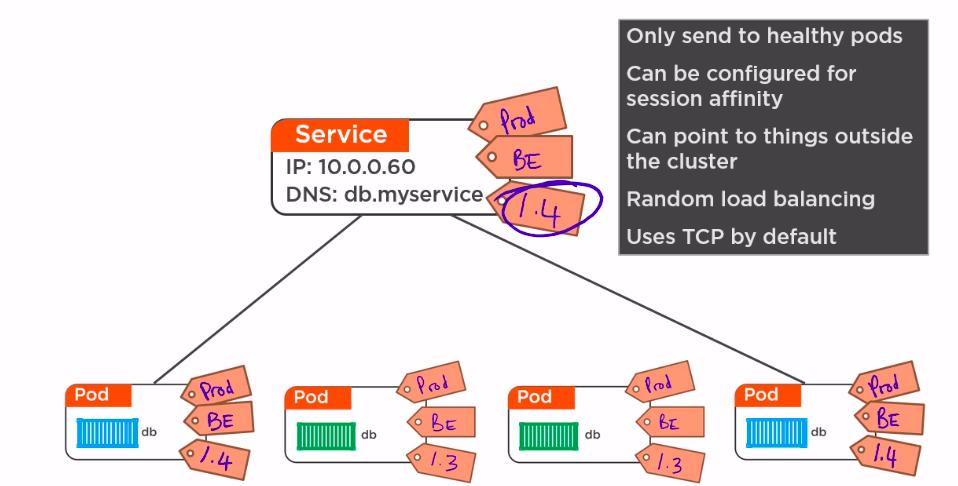 Service
IP: 10.0.0.60
DNS: db.myservice
Prod
BE
1.4
Only send to healthy pods
Can be configured for
session affinity
Can point to things outside
the cluster
Random load balancing
Uses TCP by default
Pod
db
Prod
BE
1.4
Pod
db
Prod
BE
1.3
Pod
db
Prod
BE
1.3
Pod
db
Prod
BE
1.4